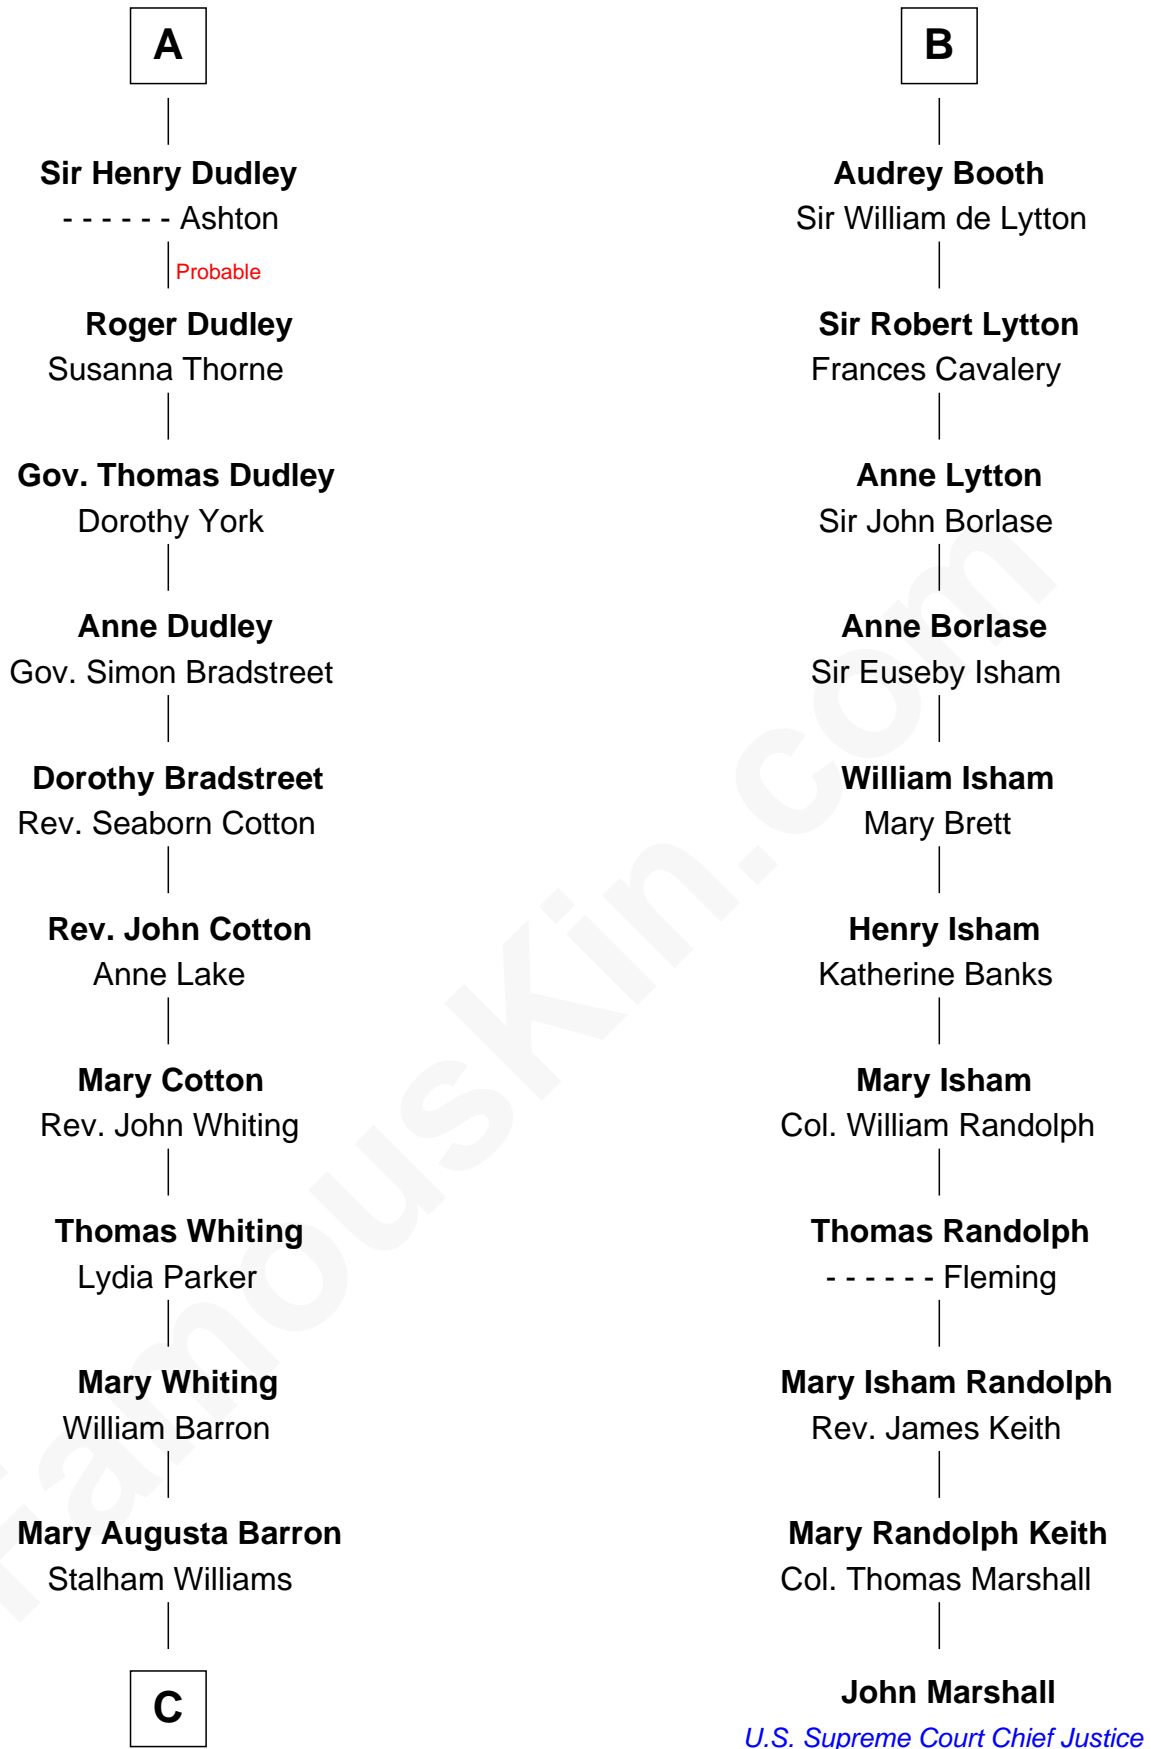 A
Sir Henry Dudley
- - - - - - Ashton
Probable
Roger Dudley
Susanna Thorne
Gov. Thomas Dudley
Dorothy York
Anne Dudley
Gov. Simon Bradstreet
Dorothy Bradstreet
Rev. Seaborn Cotton
Rev. John Cotton
Anne Lake
Mary Cotton
Rev. John Whiting
Thomas Whiting
Lydia Parker
Mary Whiting
William Barron
Mary Augusta Barron
Stalham Williams
C
B
Audrey Booth
Sir William de Lytton
Sir Robert Lytton
Frances Cavalery
Anne Lytton
Sir John Borlase
Anne Borlase
Sir Euseby Isham
William Isham
Mary Brett
Henry Isham
Katherine Banks
Mary Isham
Col. William Randolph
Thomas Randolph
- - - - - - Fleming
Mary Isham Randolph
Rev. James Keith
Mary Randolph Keith
Col. Thomas Marshall
John Marshall
U.S. Supreme Court Chief Justice
FamousKin.com